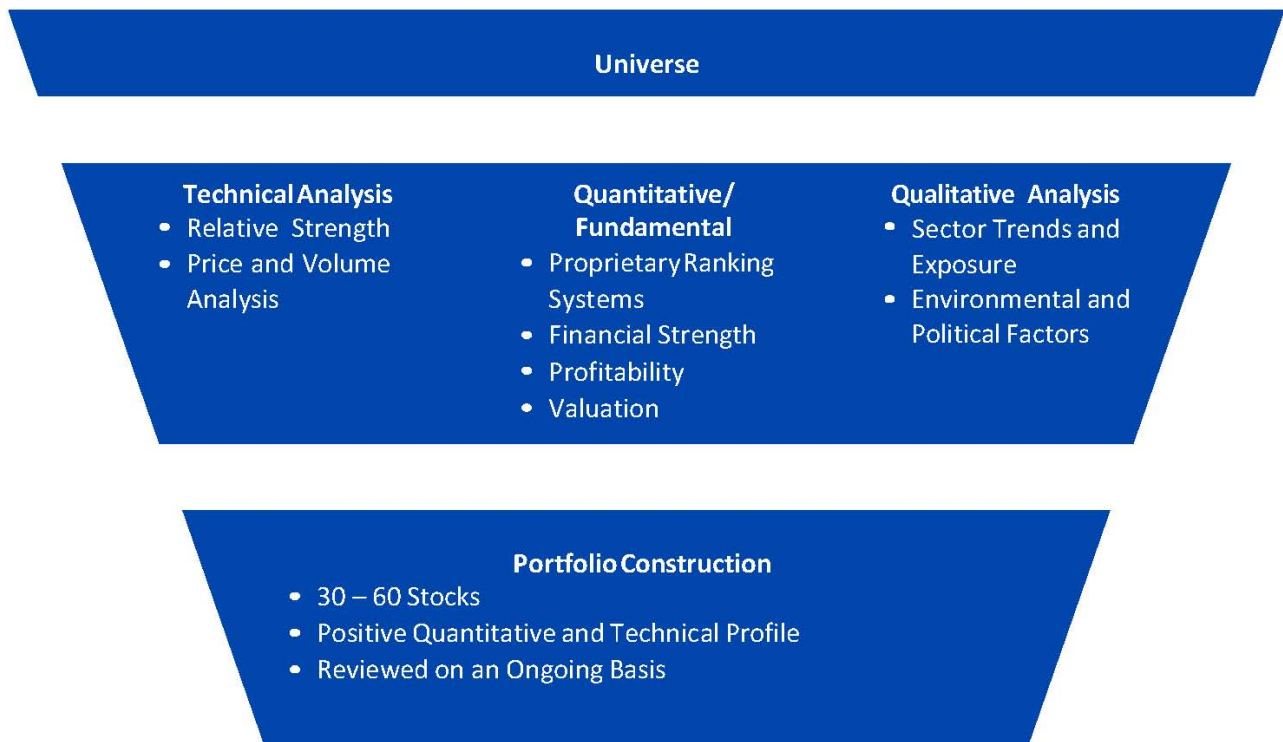 Universe
Technical Analysis
• Relative Strength
• Price and Volume
Analysis
Quantitative/
Fundamental
• Proprietary Ranking
Systems
• Financial Strength
• Profitability
• Valuation
Qualitative Analysis
• Sector Trends and
Exposure
• Environmental and
Political Factors
Portfolio Construction
• 30 – 60 Stocks
• Positive Quantitative and Technical Profile
• Reviewed on an Ongoing Basis